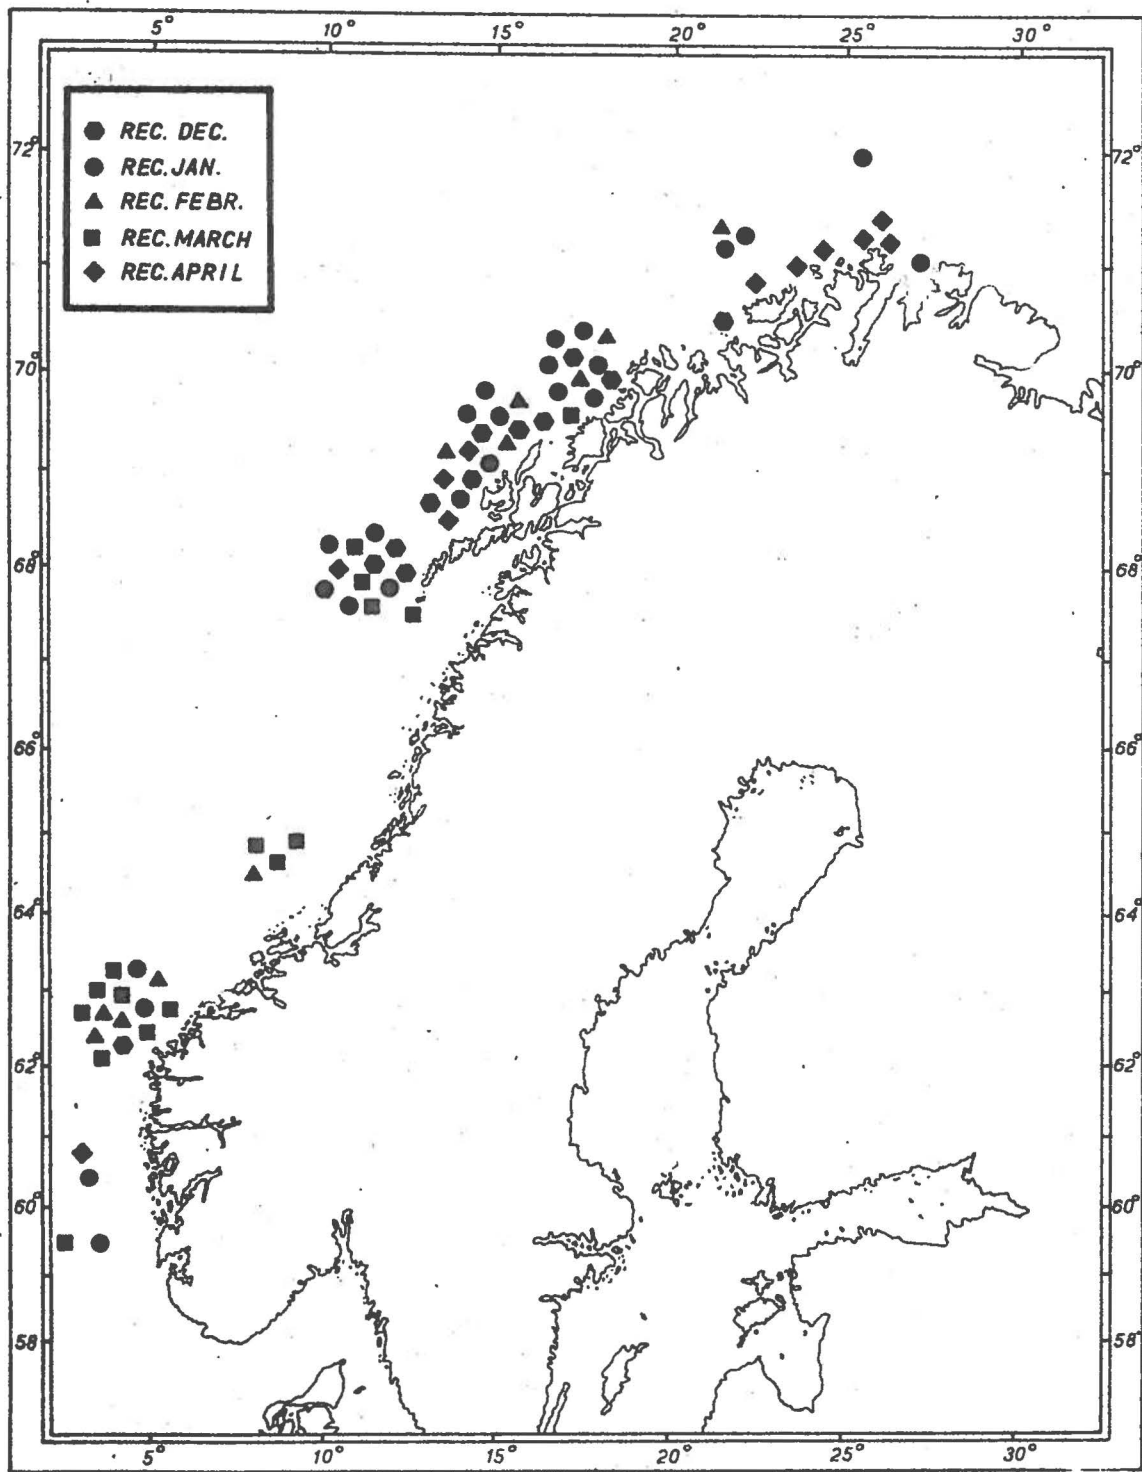 5° 10° 15° 20° 25° 30°
REC. DEC.
REC. JAN.
REC. FEBR.
REC. MARCH
REC. APRIL
72° 72°
70° 70°
68° 68°
66° 66°
64° 64°
62° 62°
60° 60°
58° 58°
5° 10° 15° 20° 25° 30°